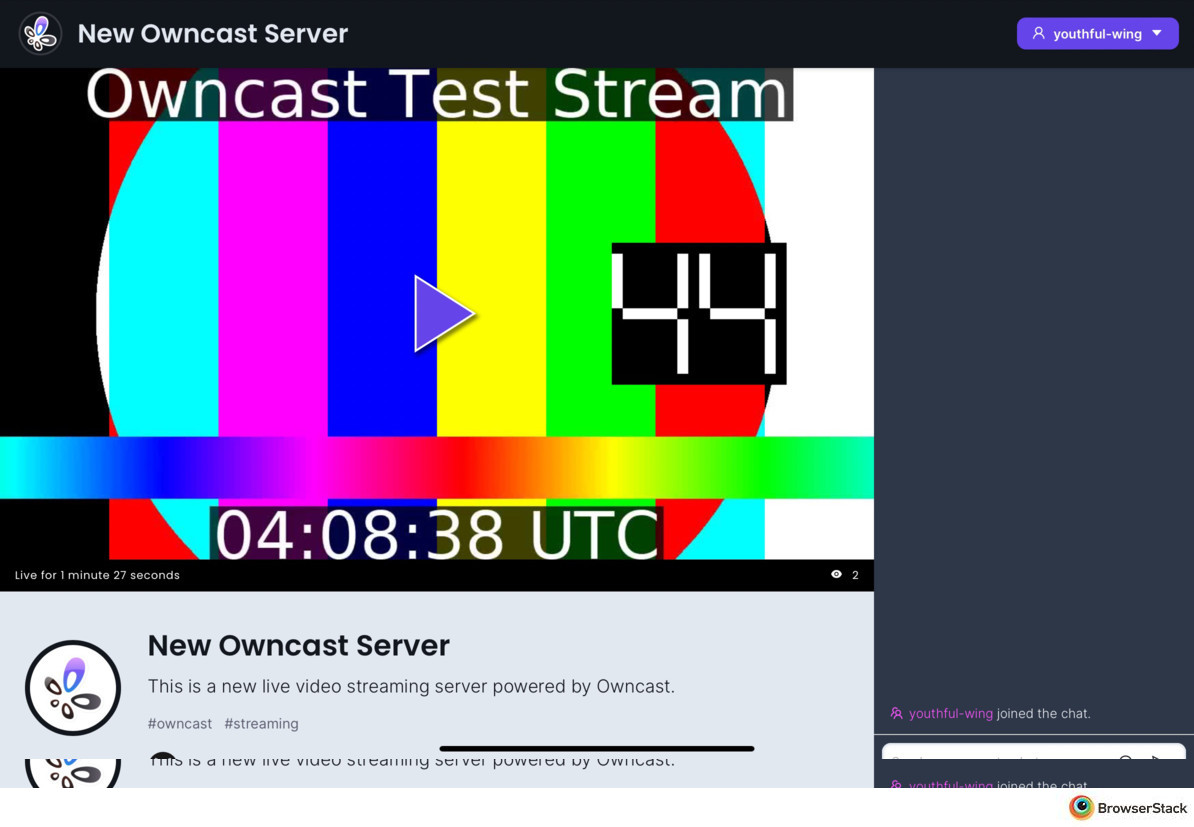 New Owncast Server
youthful-wing
Owncast Test Stream
44
04:08:38 UTC
Live for 1 minute 27 seconds
2
New Owncast Server
This is a new live video streaming server powered by Owncast.
#owncast #streaming
youthful-wing joined the chat.
This is a new live video streaming server powered by Owncast.
youthful-wing joined the chat.
BrowserStack